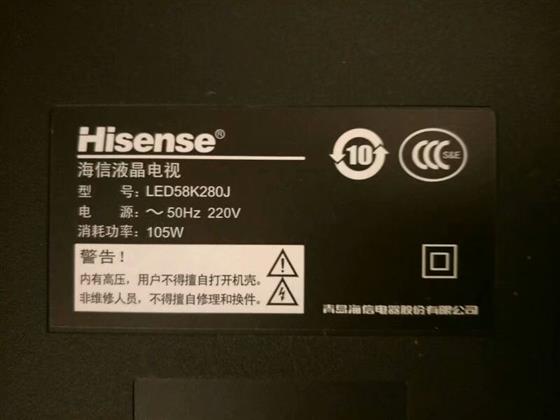 Hisense®
海信液晶电视
型 号: LED58K280J
电 源: ～ 50Hz 220V
消耗功率: 105W
10
CCC S&E
警告！
内有高压，用户不得擅自打开机壳。
非维修人员，不得擅自修理和换件。
青岛海信电器股份有限公司